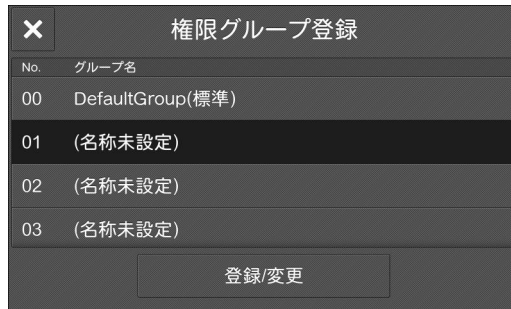 権限グループ登録
No. グループ名
00 DefaultGroup(標準)
01 (名称未設定)
02 (名称未設定)
03 (名称未設定)
登録/変更